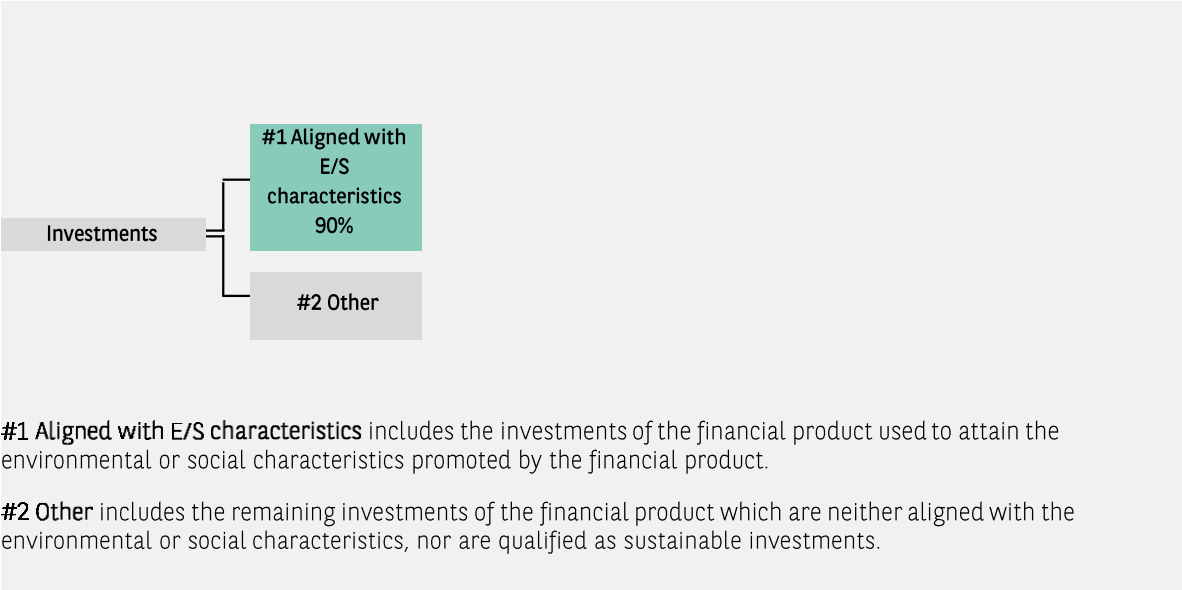 #1 Aligned with
E/S
characteristics
90%
Investments
#2 Other
#1 Aligned with E/S characteristics includes the investments of the financial product used to attain the
environmental or social characteristics promoted by the financial product.
#2 Other includes the remaining investments of the financial product which are neither aligned with the
environmental or social characteristics, nor are qualified as sustainable investments.